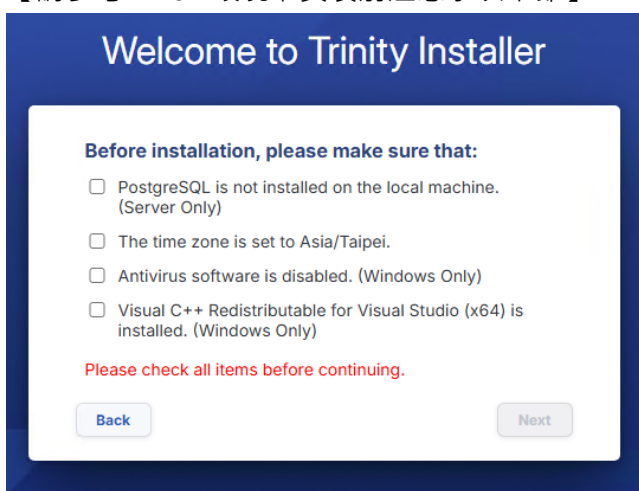 Welcome to Trinity Installer
Before installation, please make sure that:
PostgreSQL is not installed on the local machine.
(Server Only)
The time zone is set to Asia/Taipei.
Antivirus software is disabled. (Windows Only)
Visual C++ Redistributable for Visual Studio (x64) is
installed. (Windows Only)
Please check all items before continuing.
Back
Next